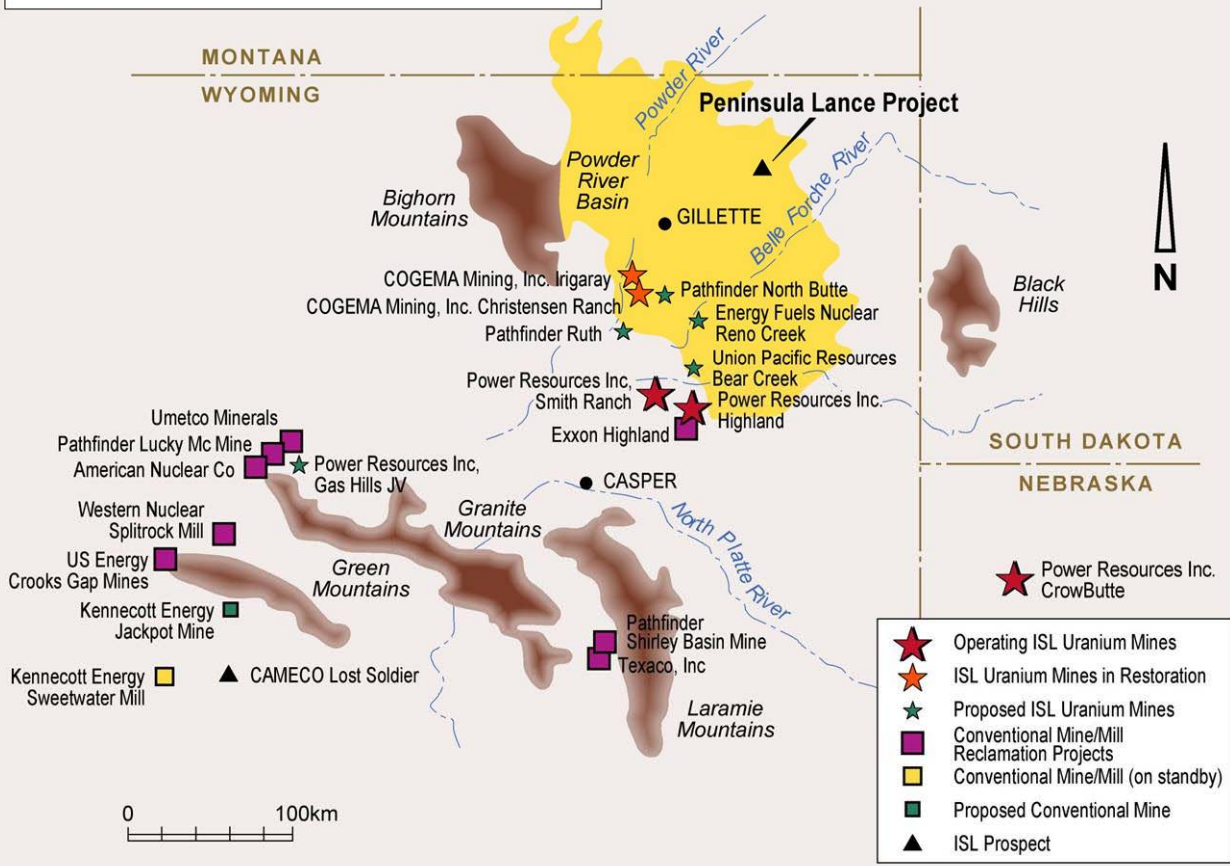 MONTANA
WYOMING
Powder River
Peninsula Lance Project
Powder
River
Basin
Bighorn
Mountains
GILLETTE
Belle Forche River
N
Black
Hills
COGEMA Mining, Inc. Irigaray
COGEMA Mining, Inc. Christensen Ranch
Pathfinder North Butte
Energy Fuels Nuclear
Reno Creek
Pathfinder Ruth
Union Pacific Resources
Bear Creek
Power Resources Inc,
Smith Ranch
Power Resources Inc.
Highland
Exxon Highland
Umetco Minerals
Pathfinder Lucky Mc Mine
American Nuclear Co
Power Resources Inc,
Gas Hills JV
SOUTH DAKOTA
NEBRASKA
CASPER
North Platte River
Granite
Mountains
Western Nuclear
Splitrock Mill
US Energy
Crooks Gap Mines
Green
Mountains
Kennecott Energy
Jackpot Mine
Power Resources Inc.
CrowButte
Pathfinder
Shirley Basin Mine
Texaco, Inc
Kennecott Energy
Sweetwater Mill
CAMECO Lost Soldier
Laramie
Mountains
Operating ISL Uranium Mines
ISL Uranium Mines in Restoration
Proposed ISL Uranium Mines
Conventional Mine/Mill
Reclamation Projects
Conventional Mine/Mill (on standby)
Proposed Conventional Mine
ISL Prospect
0 100km